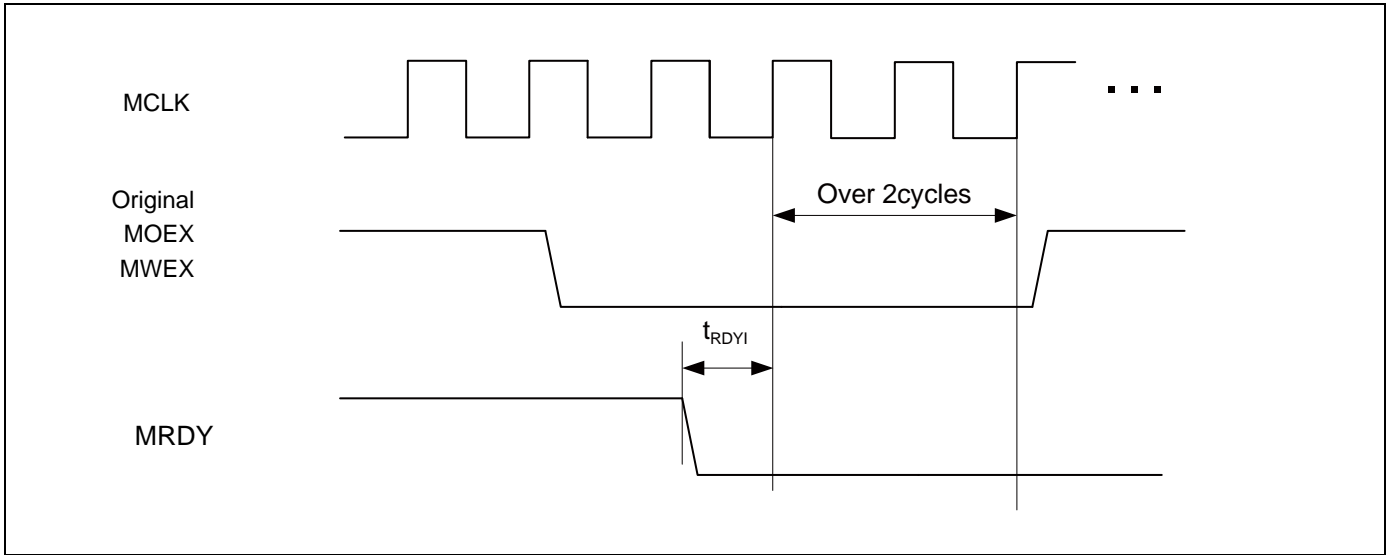 MCLK
Original
MOEX
MWEX
Over 2cycles
tRDYI
MRDY